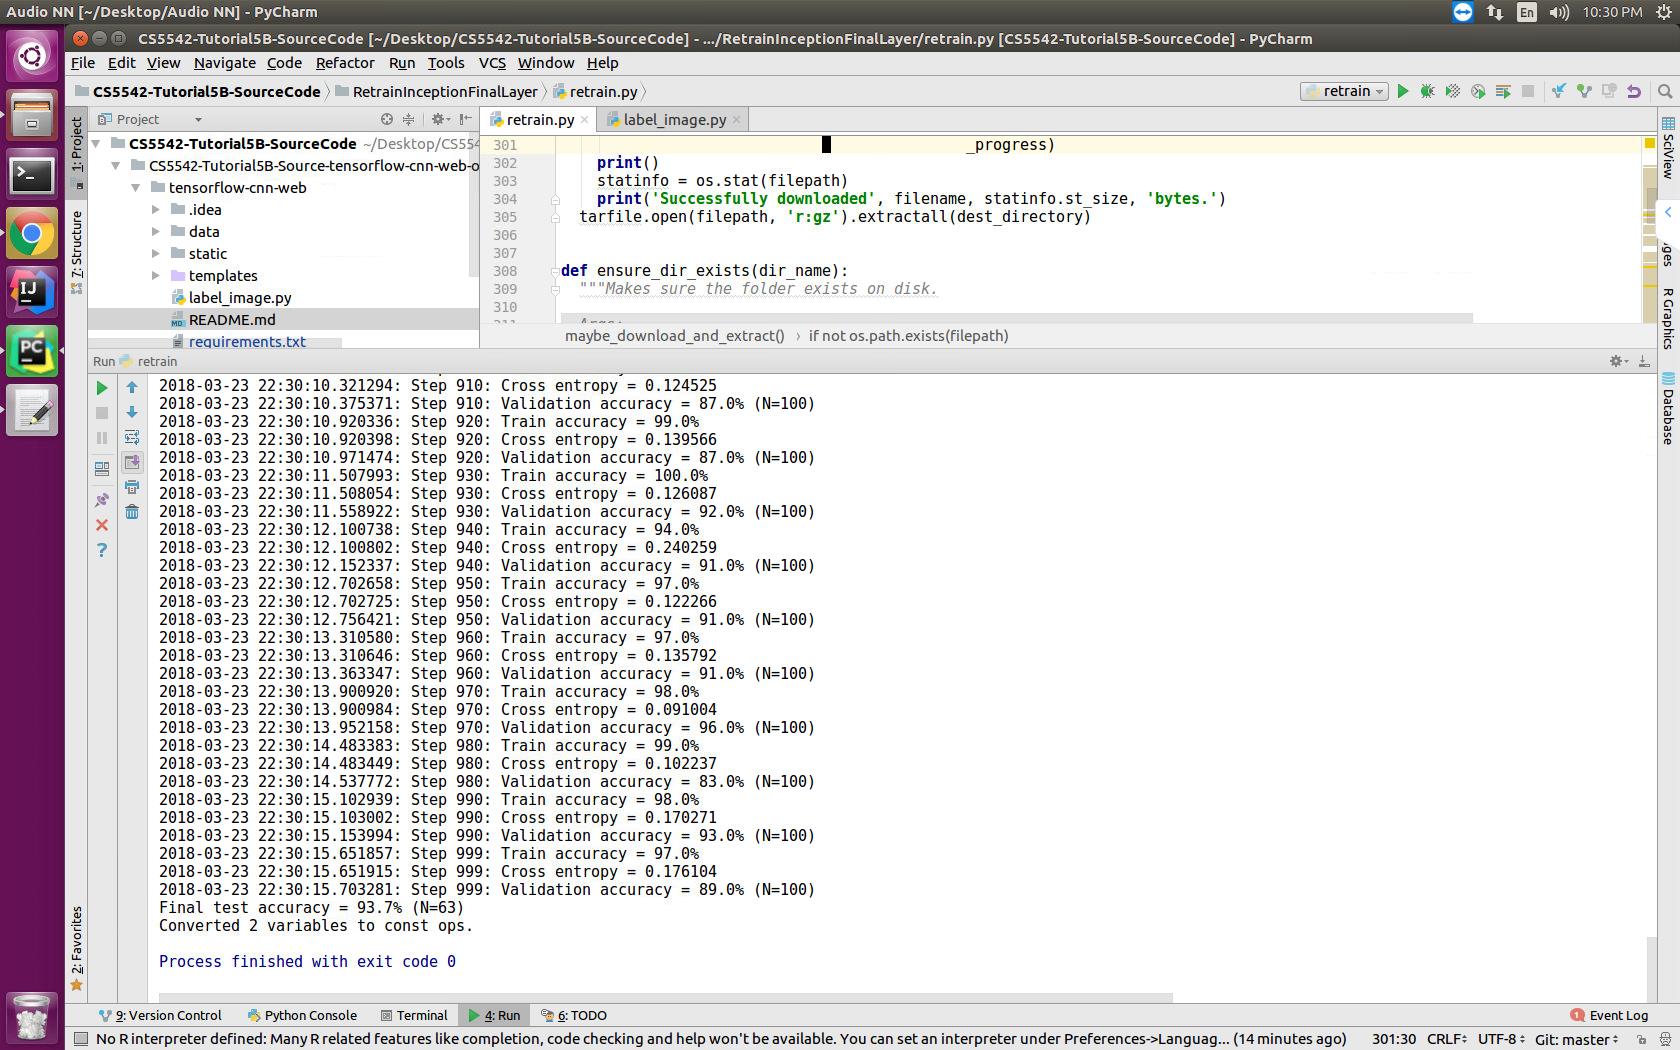 Audio NN [~/Desktop/Audio NN] - PyCharm
En
10:30 PM
CS5542-Tutorial5B-SourceCode [~/Desktop/CS5542-Tutorial5B-SourceCode] - .../RetrainInceptionFinalLayer/retrain.py [CS5542-Tutorial5B-SourceCode] - PyCharm
File Edit View Navigate Code Refactor Run Tools VCS Window Help
CS5542-Tutorial5B-SourceCode RetrainInceptionFinalLayer retrain.py
retrain
Project
retrain.py
label_image.py
1: Project
7: Structure
2: Favorites
CS5542-Tutorial5B-SourceCode ~/Desktop/CS554
CS5542-Tutorial5B-Source-tensorflow-cnn-web-o
tensorflow-cnn-web
.idea
data
static
templates
label_image.py
README.md
requirements.txt
301 _progress)
302 print()
303 statinfo = os.stat(filepath)
304 print('Successfully downloaded', filename, statinfo.st_size, 'bytes.')
305 tarfile.open(filepath, 'r:gz').extractall(dest_directory)
306
307
308 def ensure_dir_exists(dir_name):
309 """Makes sure the folder exists on disk.
310
311 Args:
maybe_download_and_extract() › if not os.path.exists(filepath)
SciView
ges
R Graphics
Database
Run retrain
2018-03-23 22:30:10.321294: Step 910: Cross entropy = 0.124525
2018-03-23 22:30:10.375371: Step 910: Validation accuracy = 87.0% (N=100)
2018-03-23 22:30:10.920336: Step 920: Train accuracy = 99.0%
2018-03-23 22:30:10.920398: Step 920: Cross entropy = 0.139566
2018-03-23 22:30:10.971474: Step 920: Validation accuracy = 87.0% (N=100)
2018-03-23 22:30:11.507993: Step 930: Train accuracy = 100.0%
2018-03-23 22:30:11.508054: Step 930: Cross entropy = 0.126087
2018-03-23 22:30:11.558922: Step 930: Validation accuracy = 92.0% (N=100)
2018-03-23 22:30:12.100738: Step 940: Train accuracy = 94.0%
2018-03-23 22:30:12.100802: Step 940: Cross entropy = 0.240259
2018-03-23 22:30:12.152337: Step 940: Validation accuracy = 91.0% (N=100)
2018-03-23 22:30:12.702658: Step 950: Train accuracy = 97.0%
2018-03-23 22:30:12.702725: Step 950: Cross entropy = 0.122266
2018-03-23 22:30:12.756421: Step 950: Validation accuracy = 91.0% (N=100)
2018-03-23 22:30:13.310580: Step 960: Train accuracy = 97.0%
2018-03-23 22:30:13.310646: Step 960: Cross entropy = 0.135792
2018-03-23 22:30:13.363347: Step 960: Validation accuracy = 91.0% (N=100)
2018-03-23 22:30:13.900920: Step 970: Train accuracy = 98.0%
2018-03-23 22:30:13.900984: Step 970: Cross entropy = 0.091004
2018-03-23 22:30:13.952158: Step 970: Validation accuracy = 96.0% (N=100)
2018-03-23 22:30:14.483383: Step 980: Train accuracy = 99.0%
2018-03-23 22:30:14.483449: Step 980: Cross entropy = 0.102237
2018-03-23 22:30:14.537772: Step 980: Validation accuracy = 83.0% (N=100)
2018-03-23 22:30:15.102939: Step 990: Train accuracy = 98.0%
2018-03-23 22:30:15.103002: Step 990: Cross entropy = 0.170271
2018-03-23 22:30:15.153994: Step 990: Validation accuracy = 93.0% (N=100)
2018-03-23 22:30:15.651857: Step 999: Train accuracy = 97.0%
2018-03-23 22:30:15.651915: Step 999: Cross entropy = 0.176104
2018-03-23 22:30:15.703281: Step 999: Validation accuracy = 89.0% (N=100)
Final test accuracy = 93.7% (N=63)
Converted 2 variables to const ops.
Process finished with exit code 0
9: Version Control Python Console Terminal 4: Run 6: TODO
1 Event Log
No R interpreter defined: Many R related features like completion, code checking and help won't be available. You can set an interpreter under Preferences->Languag... (14 minutes ago)
301:30 CRLF UTF-8 Git: master